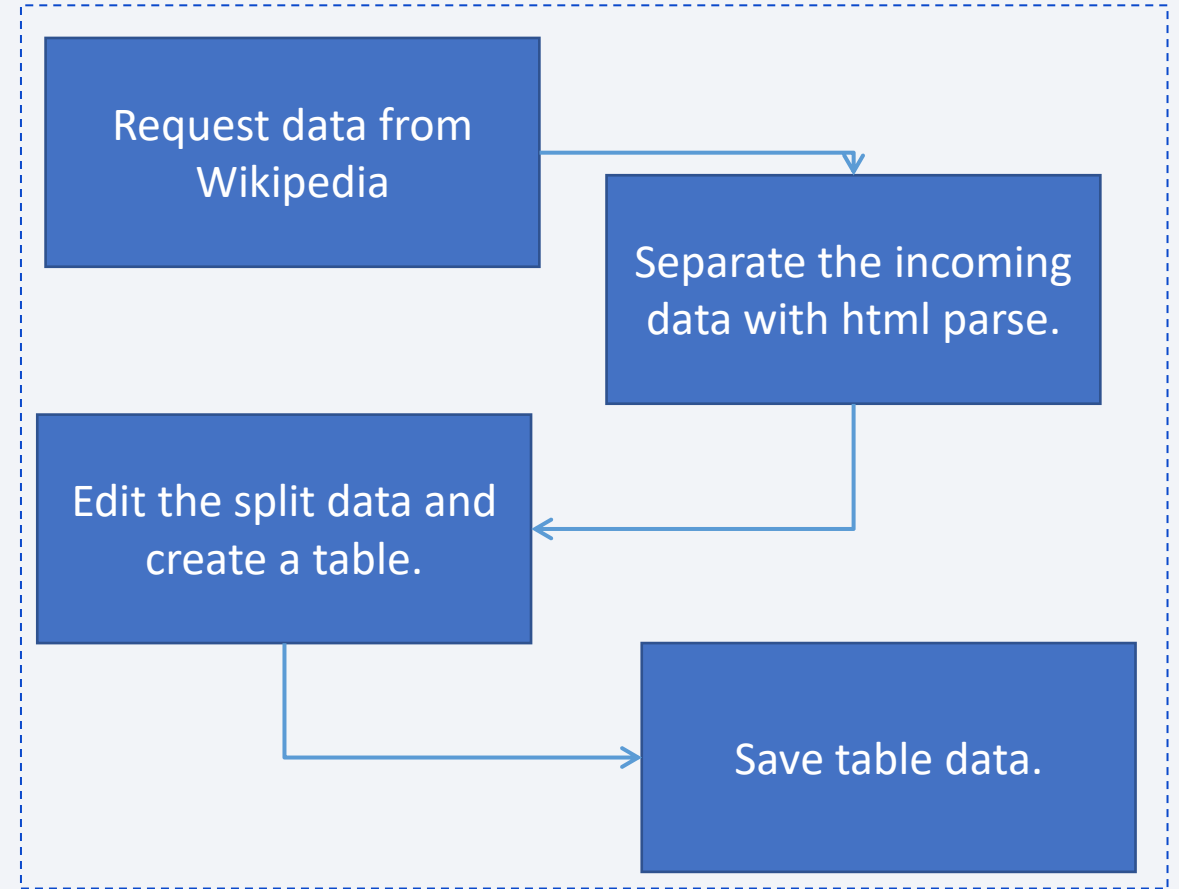 Request data from
Wikipedia
Separate the incoming
data with html parse.
Edit the split data and
create a table.
Save table data.